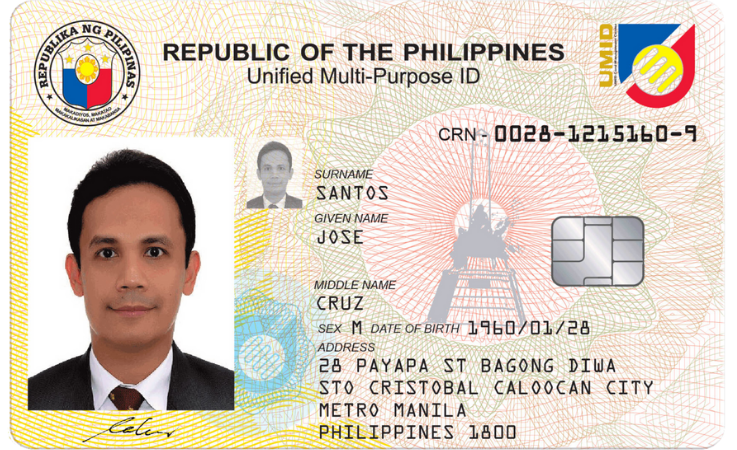 REPUBLIKA NG PILIPINAS
MAKADIYOS, MAKATAO
MAKAKALIKASAN AT MAKABANSA
REPUBLIC OF THE PHILIPPINES
Unified Multi-Purpose ID
UMID
CRN - 0028-1215160-9
SURNAME
SANTOS
GIVEN NAME
JOSE
MIDDLE NAME
CRUZ
SEX M DATE OF BIRTH 1960/01/28
ADDRESS
28 PAYAPA ST BAGONG DIWA
STO CRISTOBAL CALOOCAN CITY
METRO MANILA
PHILIPPINES 1800